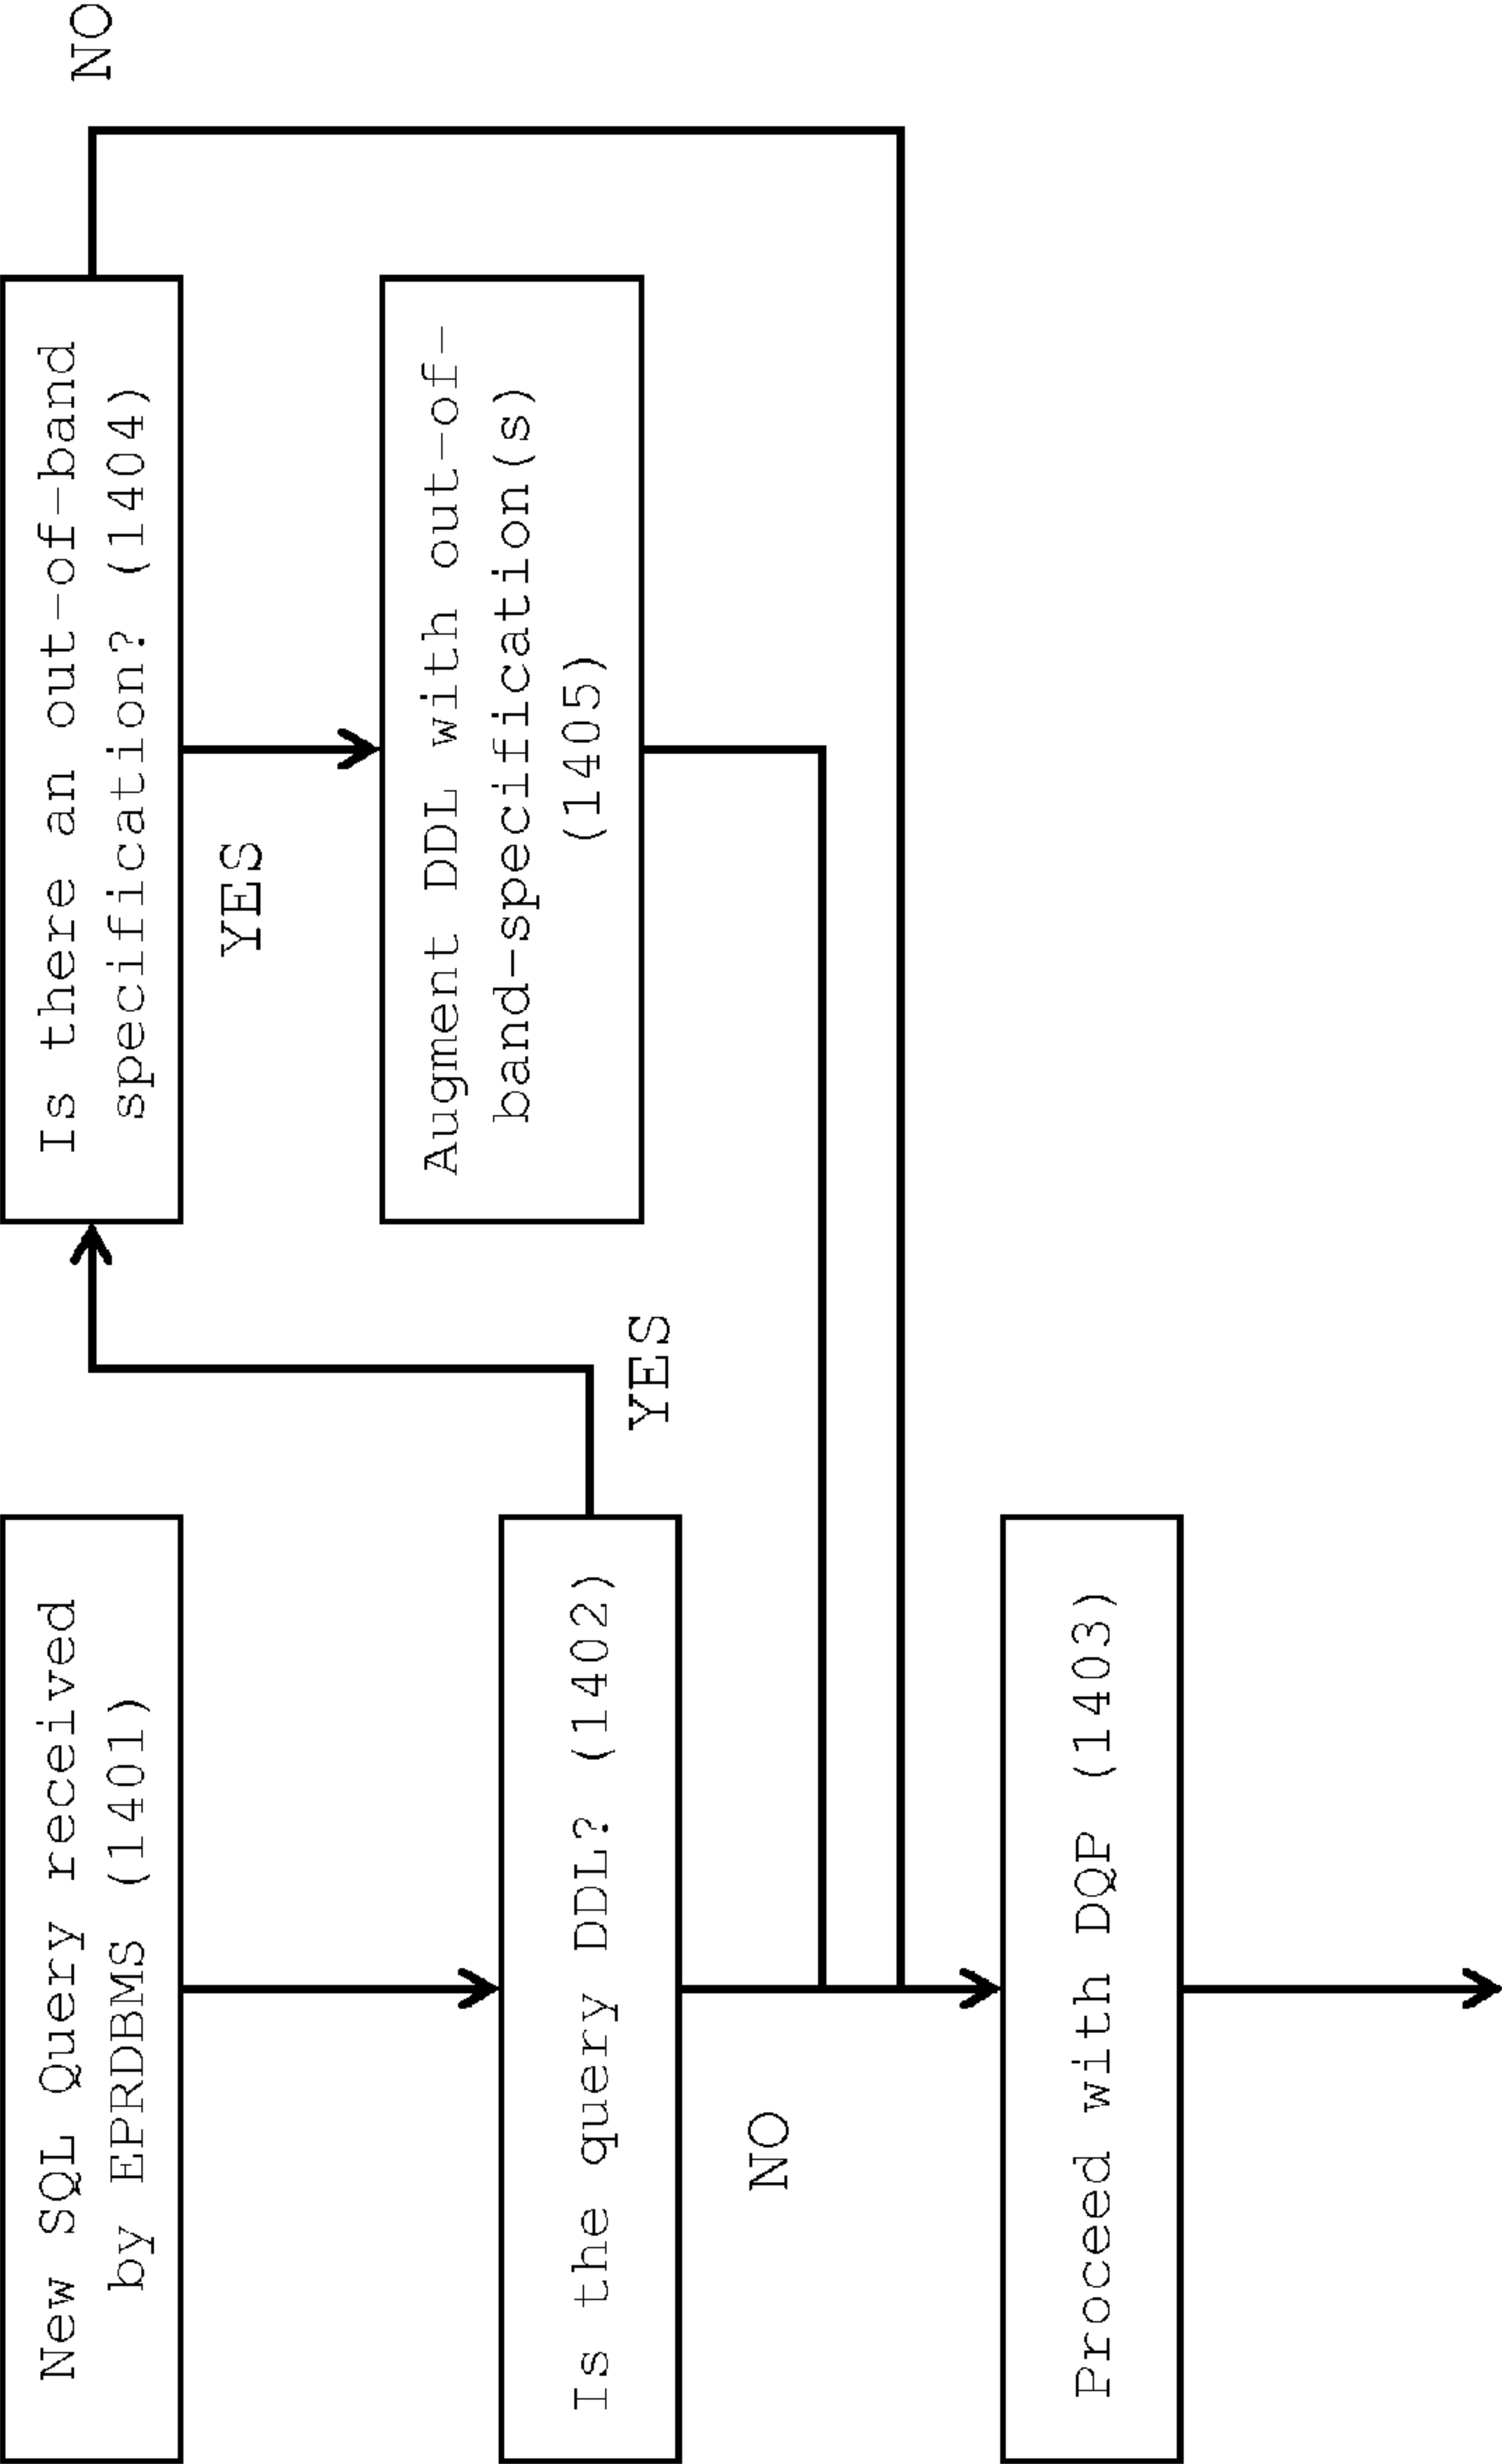 New SQL Query received
by EPRDBMS (1401)
Is the query DDL? (1402)
YES
NO
Proceed with DQP (1403)
Is there an out-of-band
specification? (1404)
NO
YES
Augment DDL with out-of-
band-specification(s)
(1405)